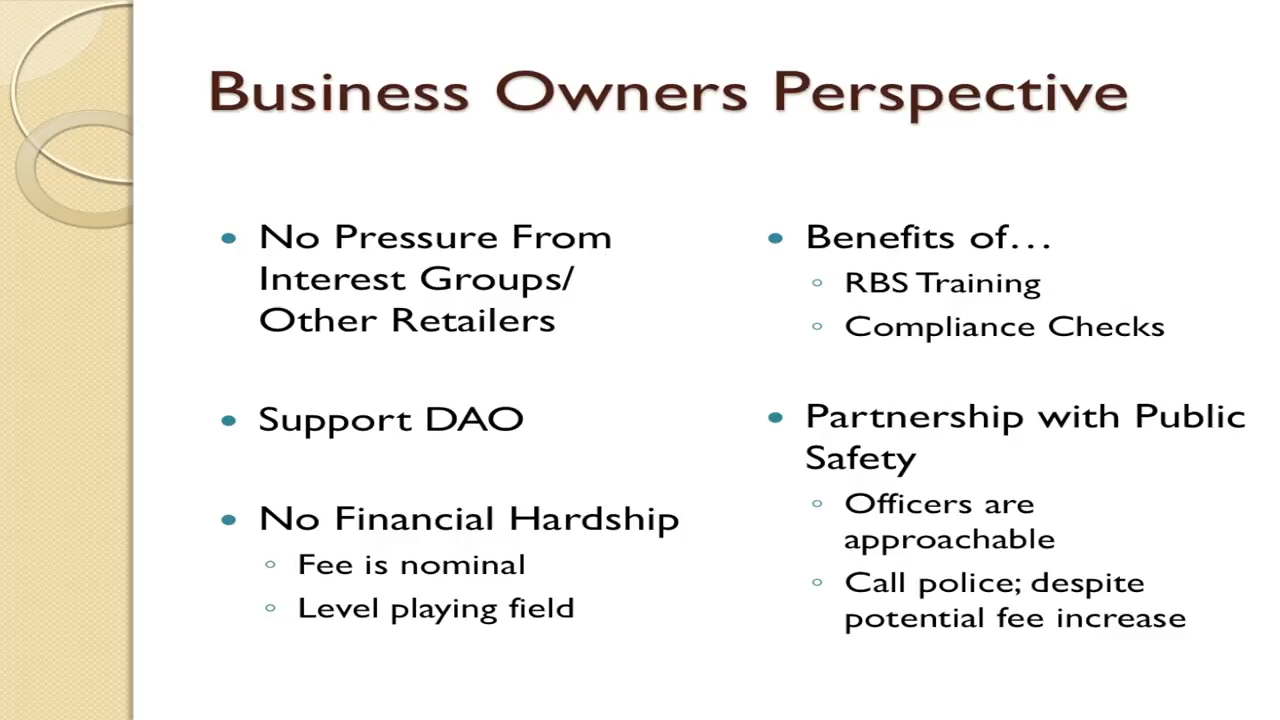 Business Owners Perspective
• No Pressure From
Interest Groups/
Other Retailers
• Support DAO
• No Financial Hardship
◦ Fee is nominal
◦ Level playing field
• Benefits of…
◦ RBS Training
◦ Compliance Checks
• Partnership with Public
Safety
◦ Officers are
approachable
◦ Call police; despite
potential fee increase